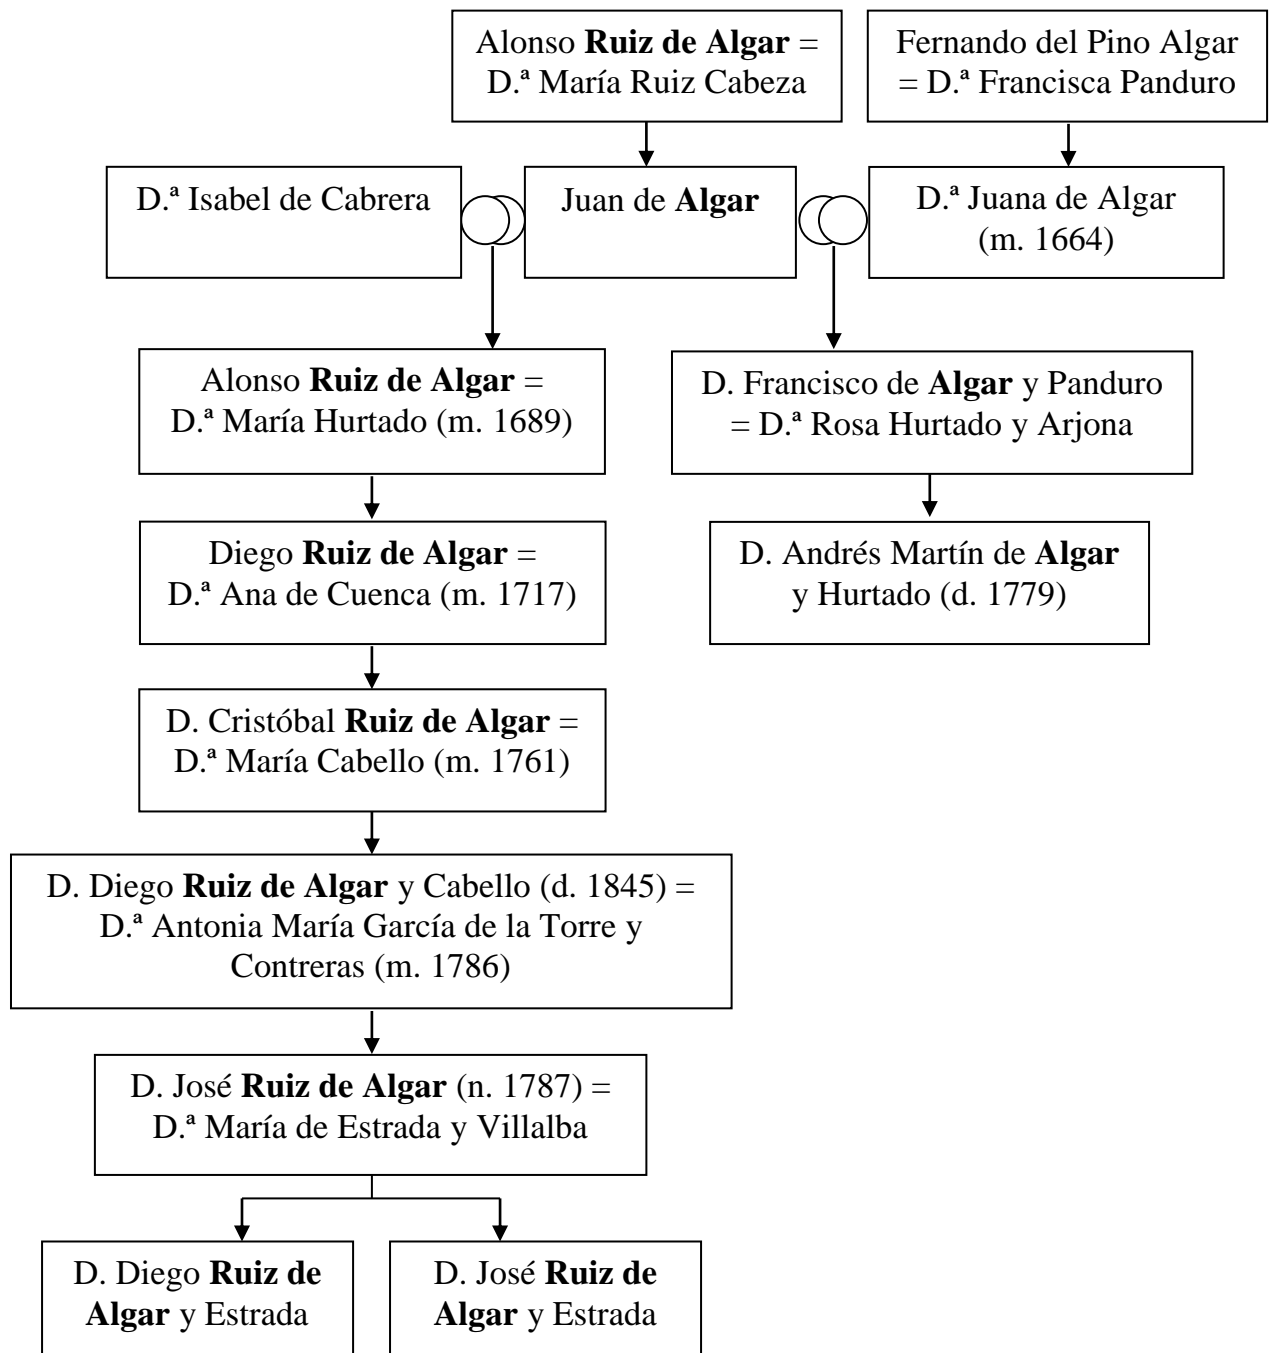 Alonso Ruiz de Algar =
D.ª María Ruiz Cabeza
Fernando del Pino Algar
= D.ª Francisca Panduro
D.ª Isabel de Cabrera
Juan de Algar
D.ª Juana de Algar
(m. 1664)
Alonso Ruiz de Algar =
D.ª María Hurtado (m. 1689)
D. Francisco de Algar y Panduro
= D.ª Rosa Hurtado y Arjona
Diego Ruiz de Algar =
D.ª Ana de Cuenca (m. 1717)
D. Andrés Martín de Algar
y Hurtado (d. 1779)
D. Cristóbal Ruiz de Algar =
D.ª María Cabello (m. 1761)
D. Diego Ruiz de Algar y Cabello (d. 1845) =
D.ª Antonia María García de la Torre y
Contreras (m. 1786)
D. José Ruiz de Algar (n. 1787) =
D.ª María de Estrada y Villalba
D. Diego Ruiz de
Algar y Estrada
D. José Ruiz de
Algar y Estrada